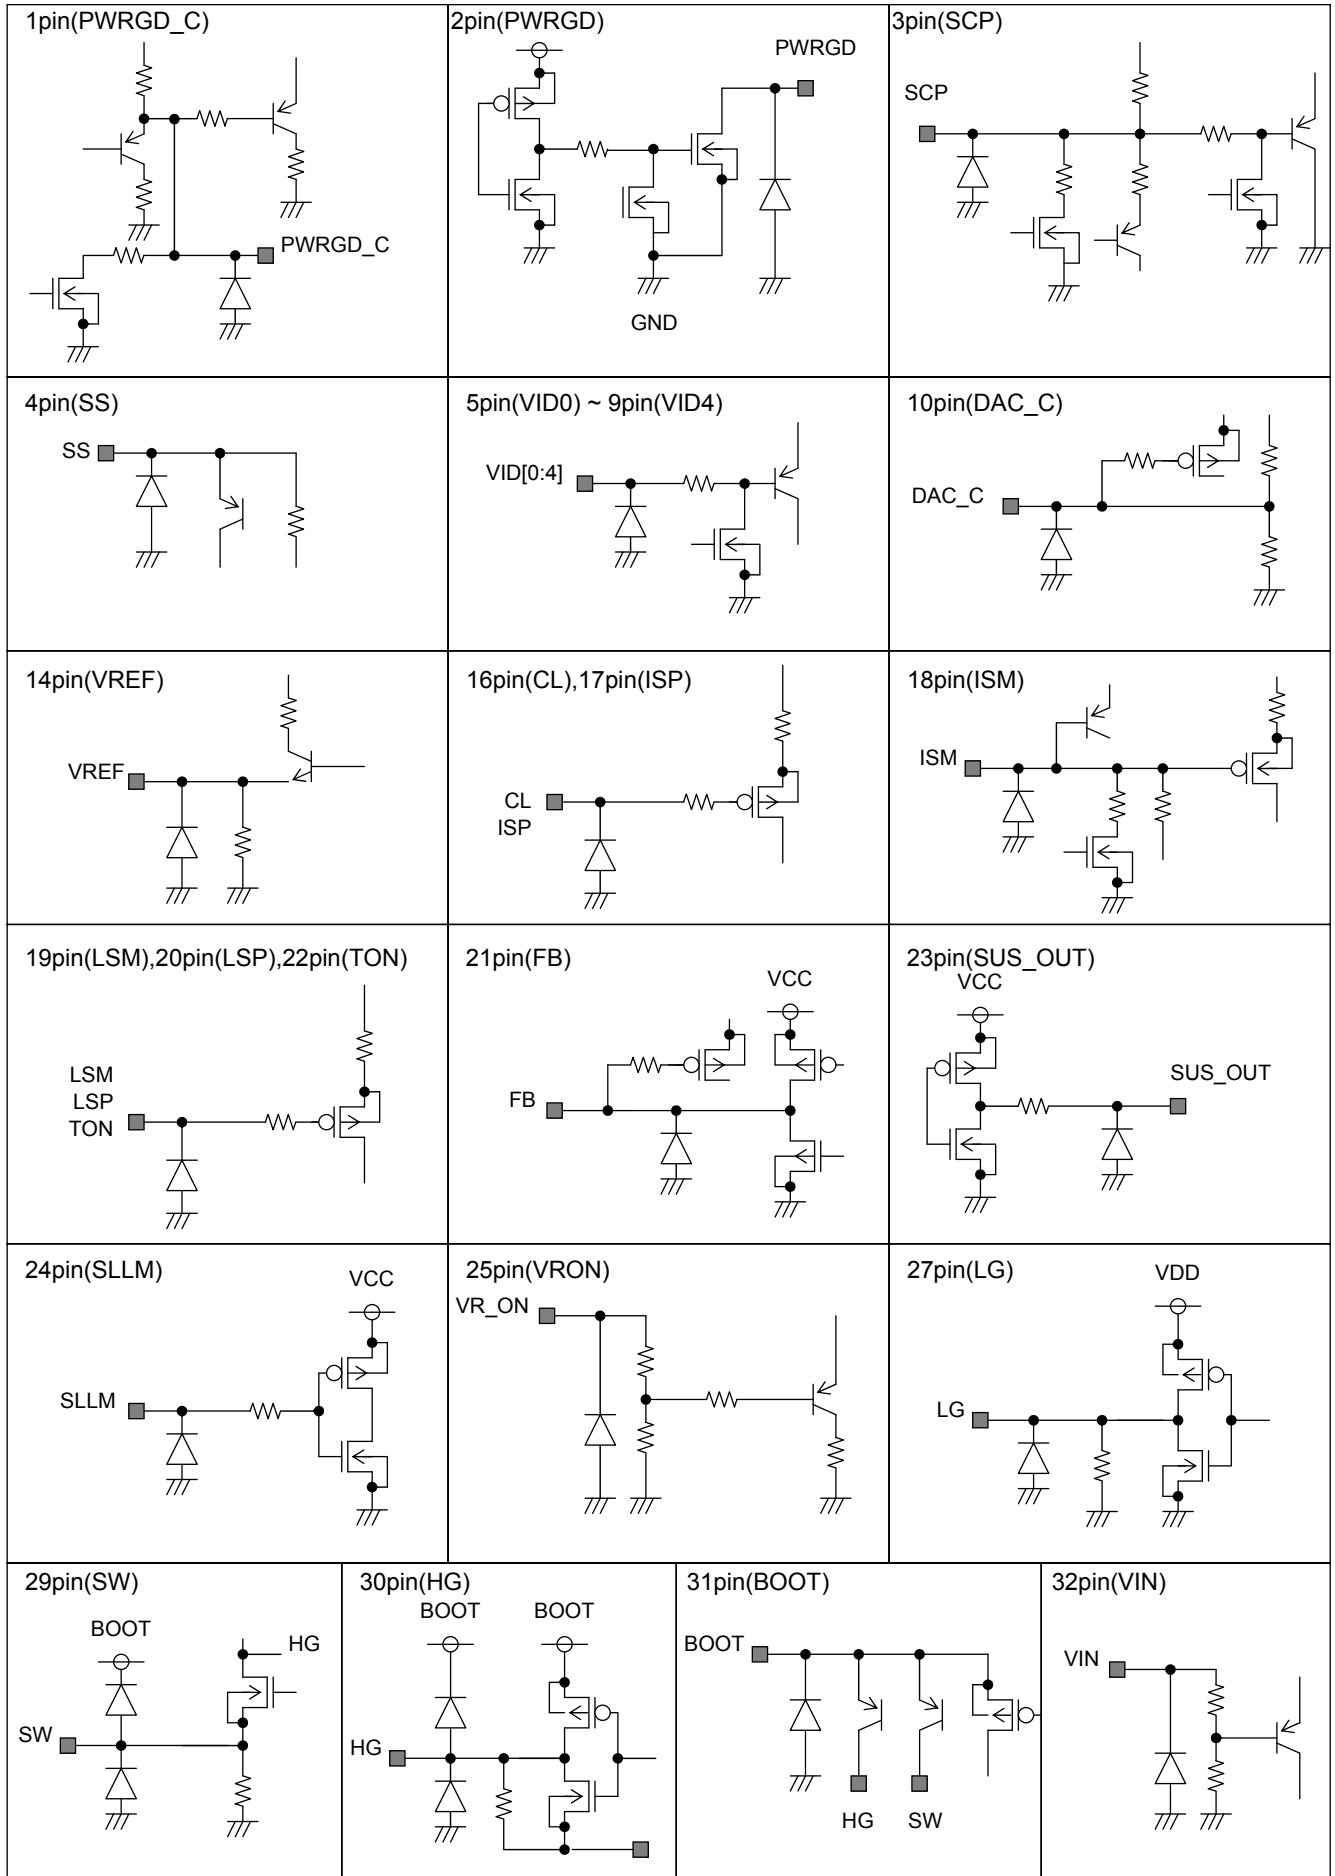 1pin(PWRGD_C)
PWRGD_C
2pin(PWRGD)
PWRGD
GND
3pin(SCP)
SCP
4pin(SS)
SS
5pin(VID0) ~ 9pin(VID4)
VID[0:4]
10pin(DAC_C)
DAC_C
14pin(VREF)
VREF
16pin(CL),17pin(ISP)
CL
ISP
18pin(ISM)
ISM
19pin(LSM),20pin(LSP),22pin(TON)
LSM
LSP
TON
21pin(FB)
VCC
FB
23pin(SUS_OUT)
VCC
SUS_OUT
24pin(SLLM)
VCC
SLLM
25pin(VRON)
VR_ON
27pin(LG)
VDD
LG
29pin(SW)
BOOT
HG
SW
30pin(HG)
BOOT BOOT
HG
31pin(BOOT)
BOOT
HG SW
32pin(VIN)
VIN